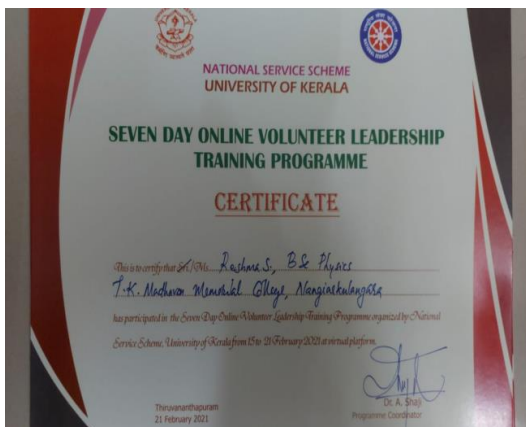 NATIONAL SERVICE SCHEME
UNIVERSITY OF KERALA
SEVEN DAY ONLINE VOLUNTEER LEADERSHIP
TRAINING PROGRAMME
CERTIFICATE
This is to certify that Sri./Ms. Reshma S., B Sc Physics
T.K. Madhavan Memorial College, Nangiarkulangara
has participated in the Seven Day Online Volunteer Leadership Training Programme organized by National
Service Scheme, University of Kerala from 15 to 21 February 2021 at virtual platform.
Thiruvananthapuram
21 February 2021
Dr. A. Shaji
Programme Coordinator